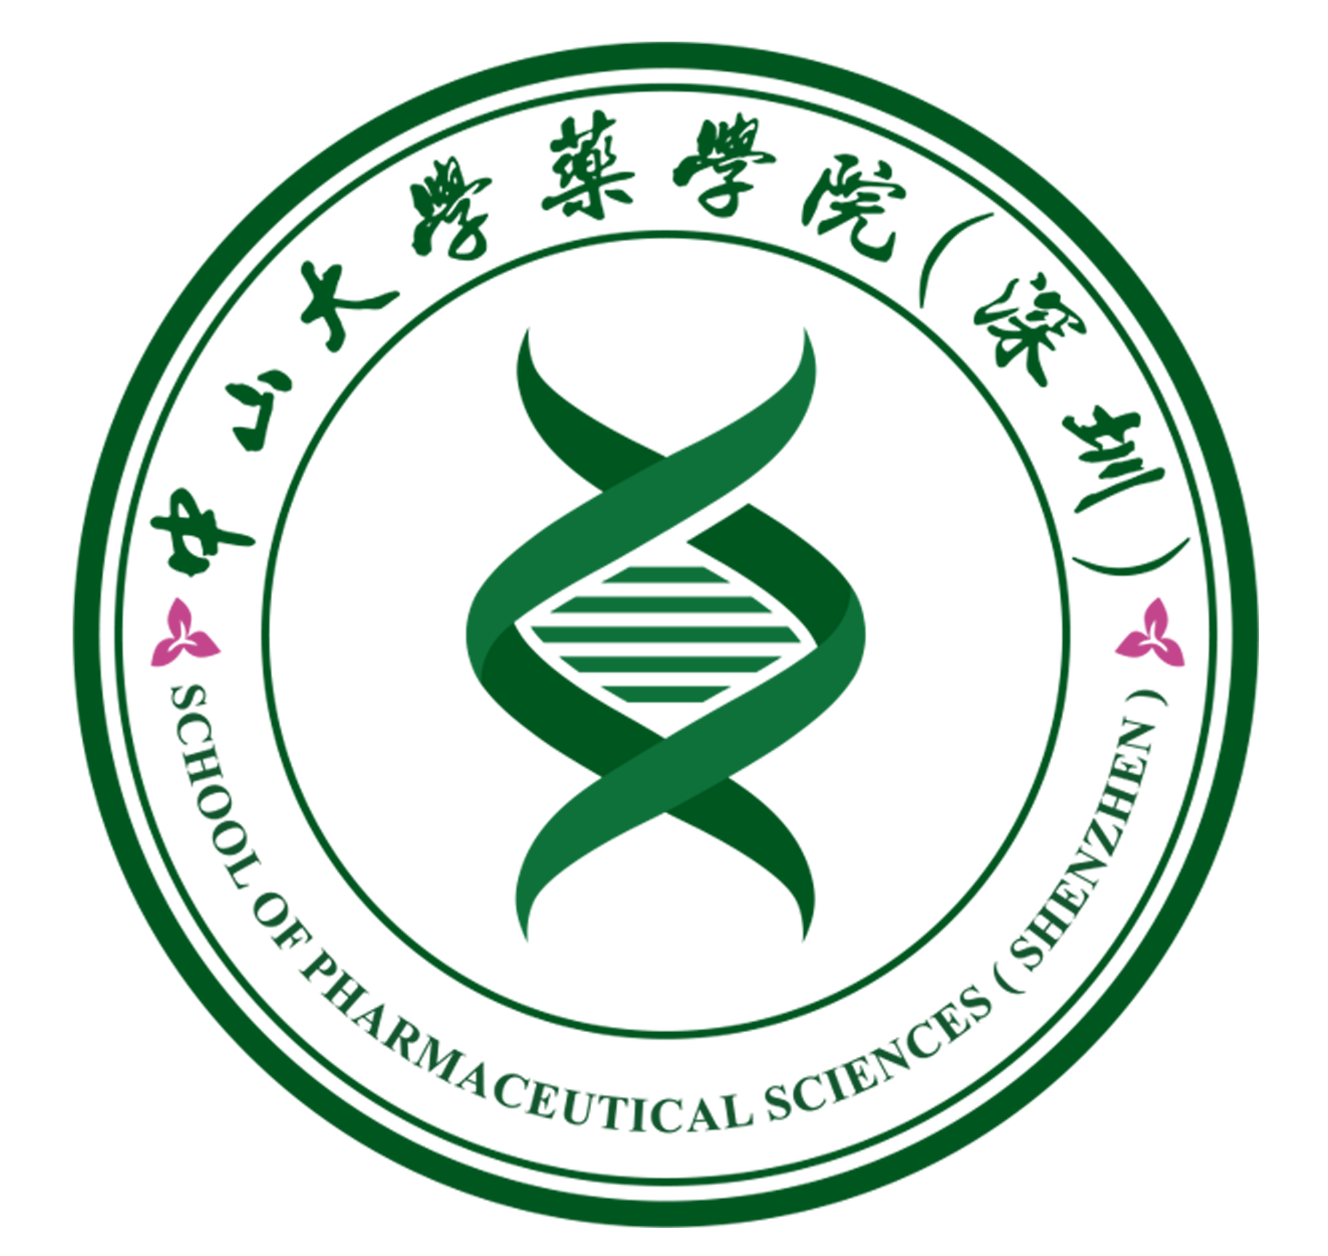 中山大學藥學院(深圳)
SCHOOL OF PHARMACEUTICAL SCIENCES ( SHENZHEN )